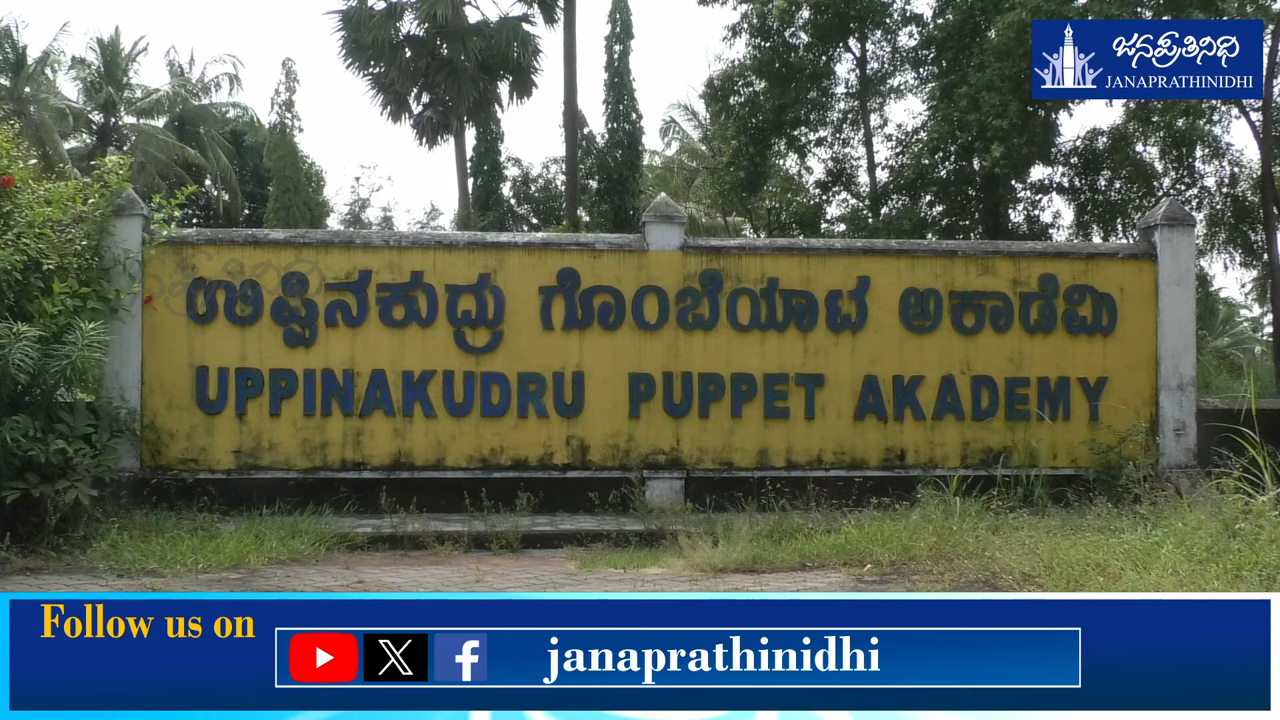 ಜನಪ್ರತಿನಿಧಿ
JANAPRATHINIDHI
ಉಪ್ಪಿನಕುದ್ರು ಗೊಂಬೆಯಾಟ ಅಕಾಡೆಮಿ
UPPINAKUDRU PUPPET AKADEMY
Follow us on
janaprathinidhi